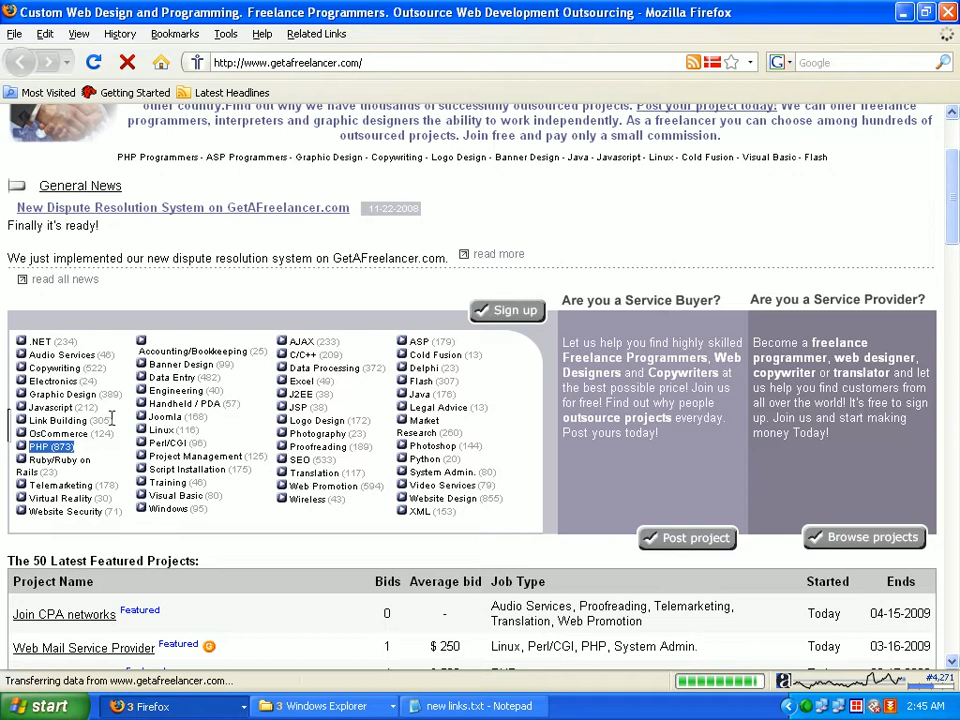 Custom Web Design and Programming. Freelance Programmers. Outsource Web Development Outsourcing - Mozilla Firefox
File Edit View History Bookmarks Tools Help Related Links
http://www.getafreelancer.com/
Google
Most Visited Getting Started Latest Headlines
other country.Find out why we have thousands of successfully outsourced projects. Post your project today! We can offer freelance
programmers, interpreters and graphic designers the ability to work independently. As a freelancer you can choose among hundreds of
outsourced projects. Join free and pay only a small commission.
PHP Programmers - ASP Programmers - Graphic Design - Copywriting - Logo Design - Banner Design - Java - Javascript - Linux - Cold Fusion - Visual Basic - Flash
General News
New Dispute Resolution System on GetAFreelancer.com 11-22-2008
Finally it's ready!
We just implemented our new dispute resolution system on GetAFreelancer.com. read more
read all news
Sign up
.NET (234)
Audio Services (46)
Copywriting (522)
Electronics (24)
Graphic Design (389)
Javascript (212)
Link Building (305)
OsCommerce (124)
PHP (873)
Ruby/Ruby on
Rails (23)
Telemarketing (178)
Virtual Reality (30)
Website Security (71)
Accounting/Bookkeeping (25)
Banner Design (99)
Data Entry (482)
Engineering (40)
Handheld / PDA (57)
Joomla (168)
Linux (116)
Perl/CGI (96)
Project Management (125)
Script Installation (175)
Training (46)
Visual Basic (80)
Windows (95)
AJAX (233)
C/C++ (209)
Data Processing (372)
Excel (49)
J2EE (38)
JSP (38)
Logo Design (172)
Photography (23)
Proofreading (189)
SEO (533)
Translation (117)
Web Promotion (594)
Wireless (43)
ASP (179)
Cold Fusion (13)
Delphi (23)
Flash (307)
Java (176)
Legal Advice (13)
Market
Research (260)
Photoshop (144)
Python (20)
System Admin. (80)
Video Services (79)
Website Design (855)
XML (153)
Are you a Service Buyer?
Let us help you find highly skilled
Freelance Programmers, Web
Designers and Copywriters at
the best possible price! Join us
for free! Find out why people
outsource projects everyday.
Post yours today!
Post project
Are you a Service Provider?
Become a freelance
programmer, web designer,
copywriter or translator and let
us help you find customers from
all over the world! It's free to sign
up. Join us and start making
money Today!
Browse projects
The 50 Latest Featured Projects:
Project Name Bids Average bid Job Type Started Ends
Join CPA networks Featured 0 - Audio Services, Proofreading, Telemarketing, Translation, Web Promotion Today 04-15-2009
Web Mail Service Provider Featured 1 $ 250 Linux, Perl/CGI, PHP, System Admin. Today 03-16-2009
Transferring data from www.getafreelancer.com...
#4,271
start 3 Firefox 3 Windows Explorer new links.txt - Notepad 2:45 AM